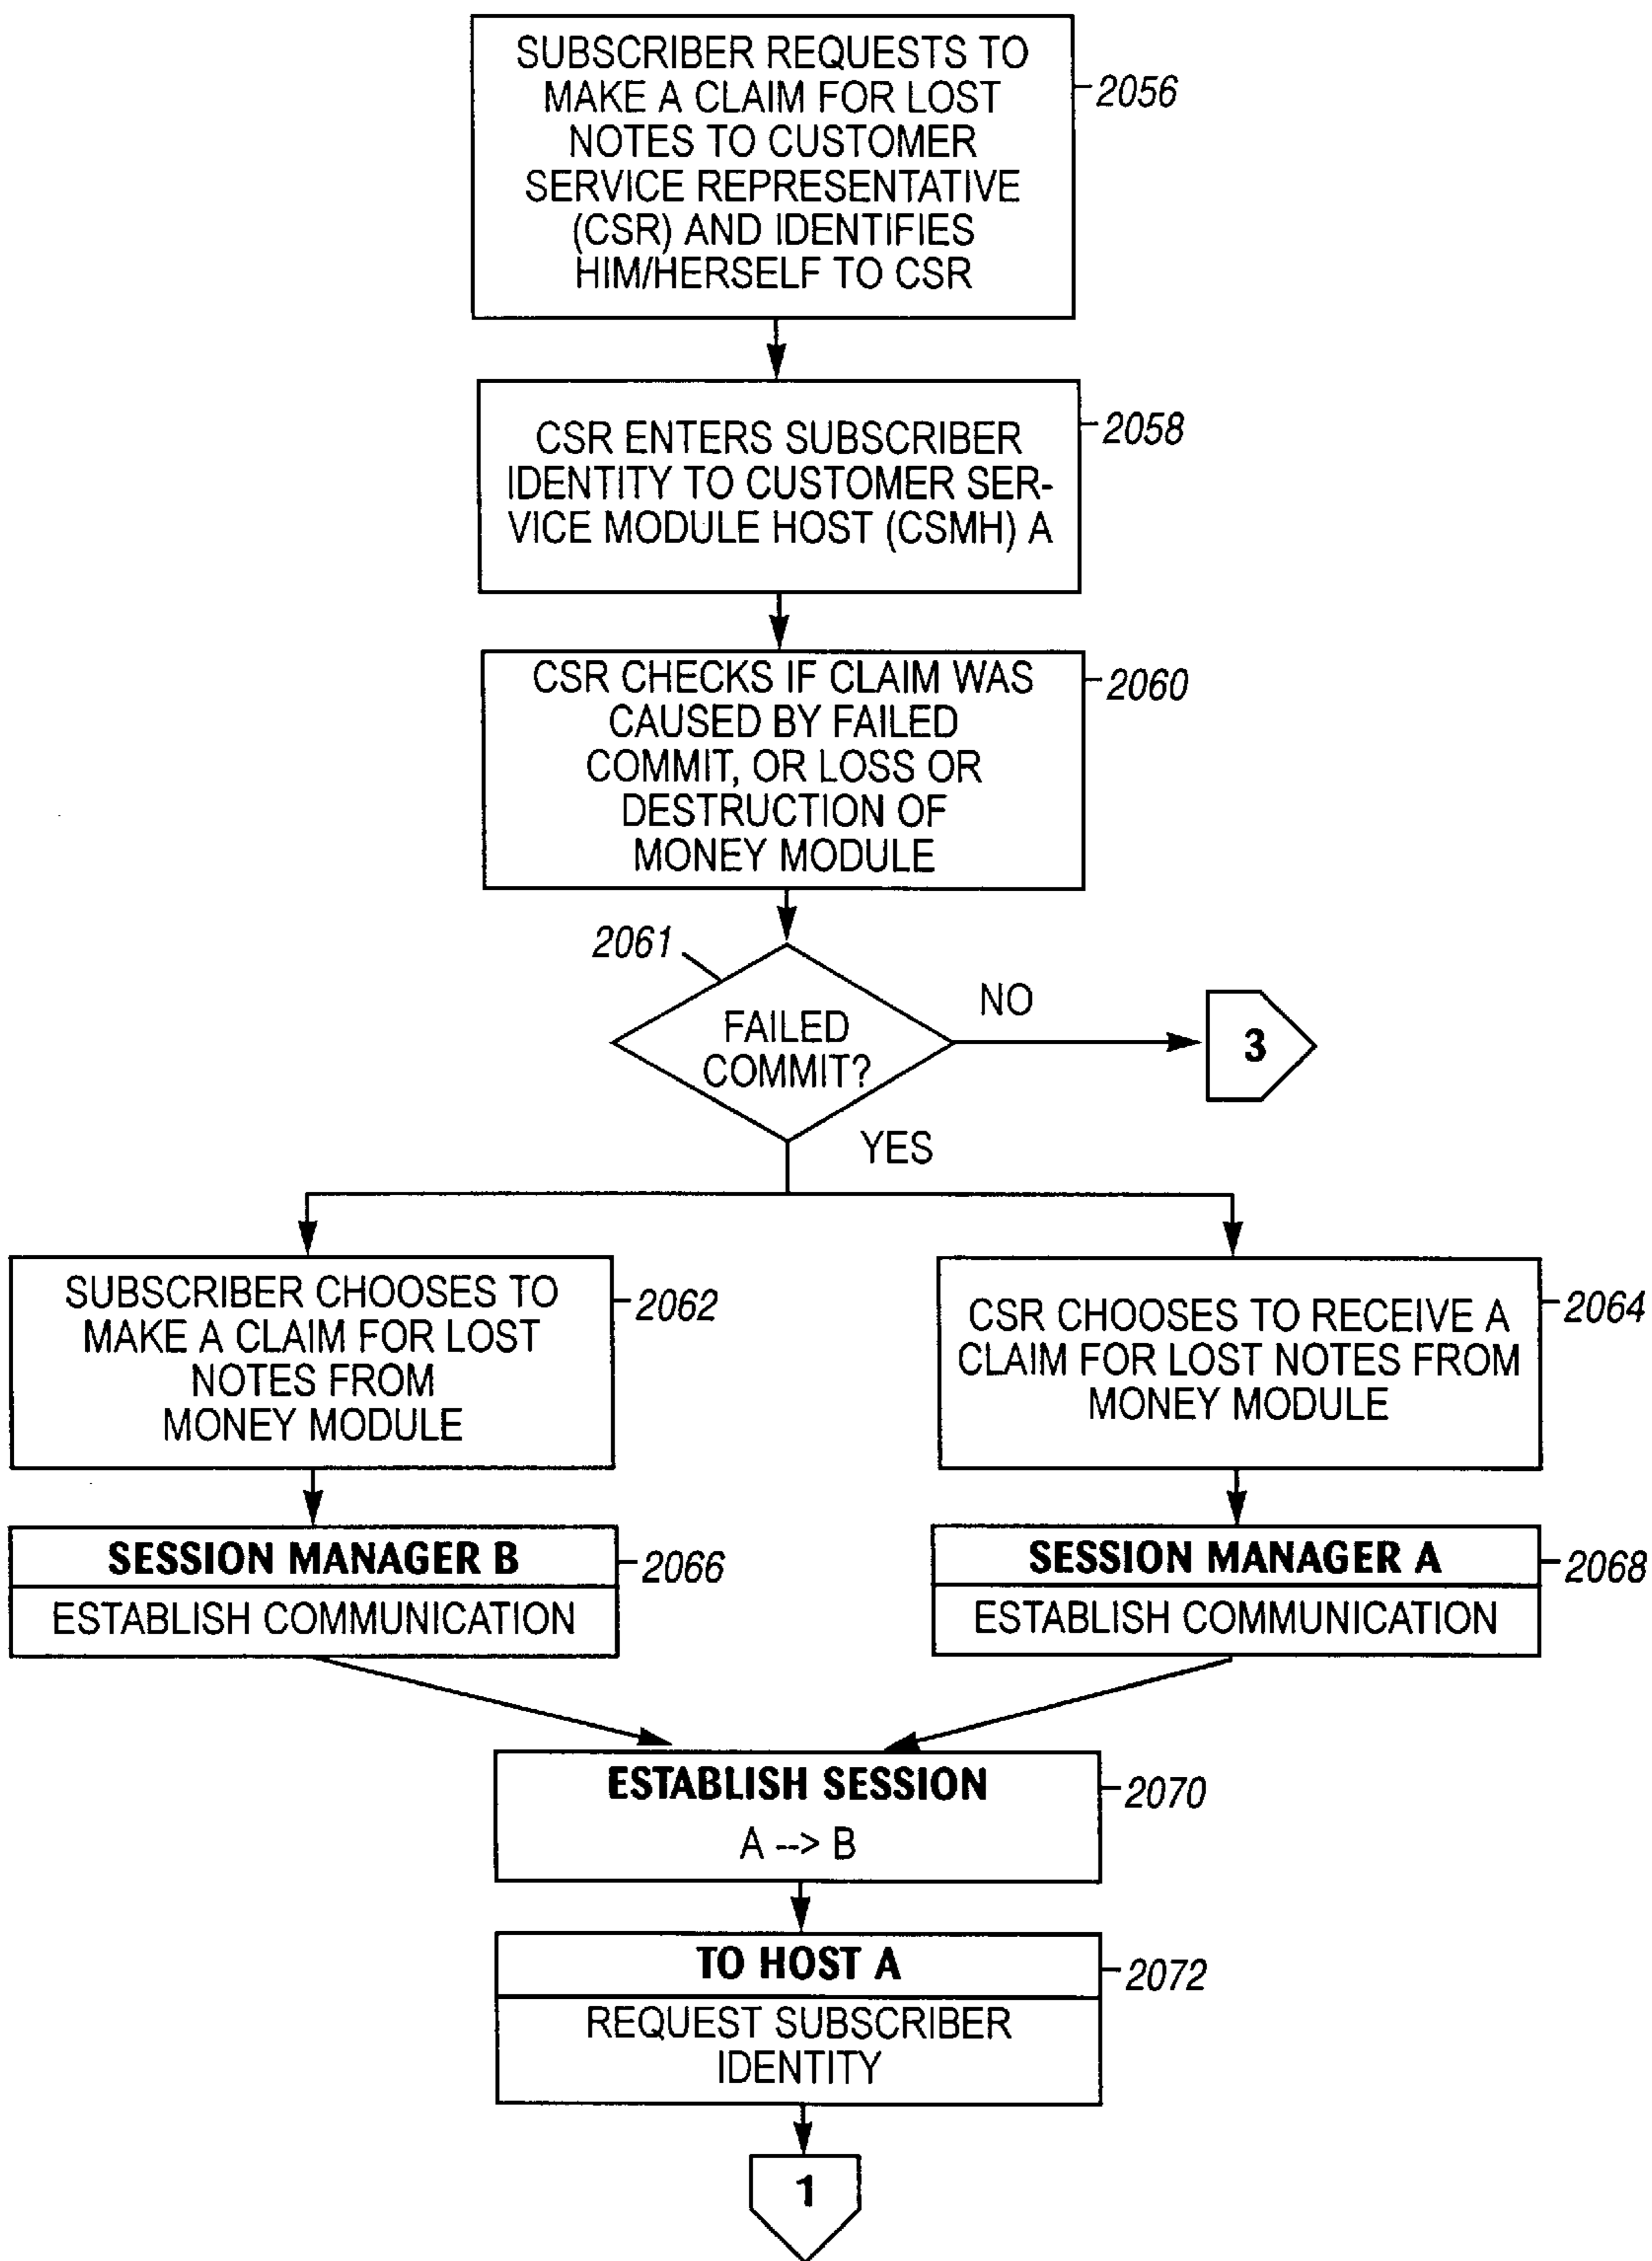 SUBSCRIBER REQUESTS TO
MAKE A CLAIM FOR LOST
NOTES TO CUSTOMER
SERVICE REPRESENTATIVE
(CSR) AND IDENTIFIES
HIM/HERSELF TO CSR
2056
CSR ENTERS SUBSCRIBER
IDENTITY TO CUSTOMER SER-
VICE MODULE HOST (CSMH) A
2058
CSR CHECKS IF CLAIM WAS
CAUSED BY FAILED
COMMIT, OR LOSS OR
DESTRUCTION OF
MONEY MODULE
2060
2061
FAILED
COMMIT?
NO
3
YES
SUBSCRIBER CHOOSES TO
MAKE A CLAIM FOR LOST
NOTES FROM
MONEY MODULE
2062
CSR CHOOSES TO RECEIVE A
CLAIM FOR LOST NOTES FROM
MONEY MODULE
2064
SESSION MANAGER B
2066
ESTABLISH COMMUNICATION
SESSION MANAGER A
2068
ESTABLISH COMMUNICATION
ESTABLISH SESSION
2070
A --> B
TO HOST A
2072
REQUEST SUBSCRIBER
IDENTITY
1